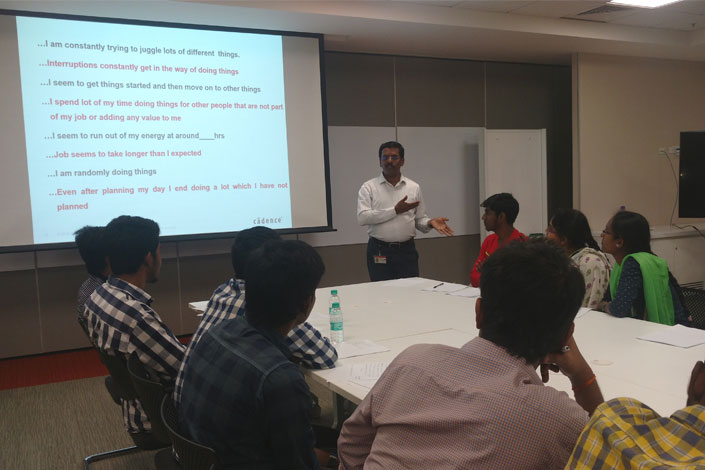 ...I am constantly trying to juggle lots of different things.
...Interruptions constantly get in the way of doing things
...I seem to get things started and then move on to other things
...I spend lot of my time doing things for other people that are not part
of my job or adding any value to me
...I seem to run out of my energy at around____hrs
...Job seems to take longer than I expected
...I am randomly doing things
...Even after planning my day I end doing a lot which I have not
planned
cādence